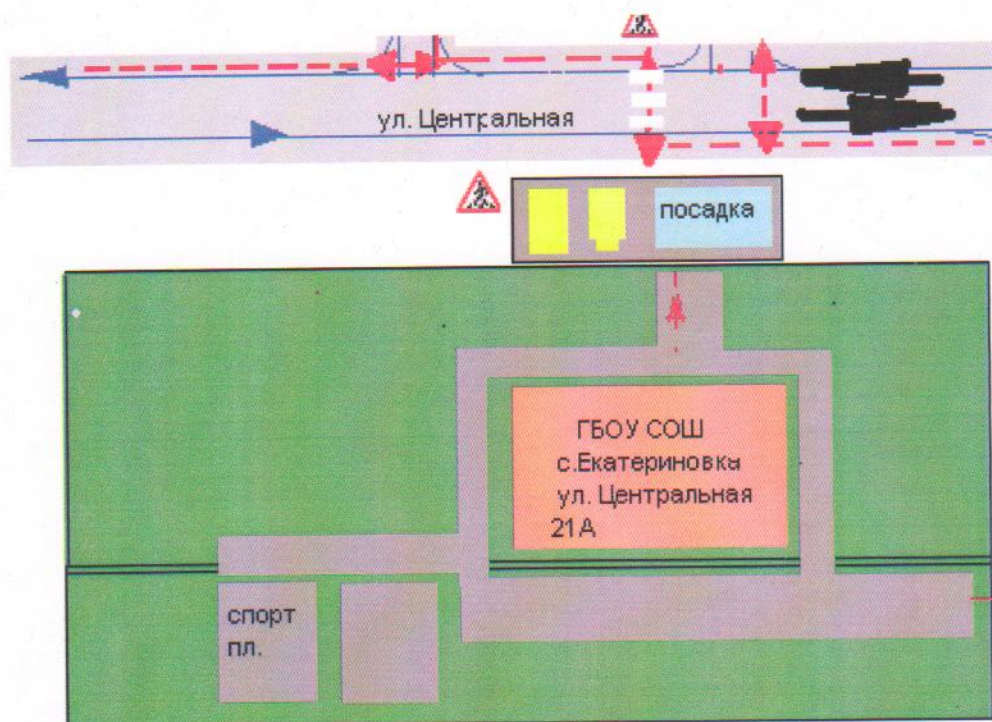 ул. Центральная
посадка
ГБОУ СОШ
с.Екатериновка
ул. Центральная
21А
спорт
пл.